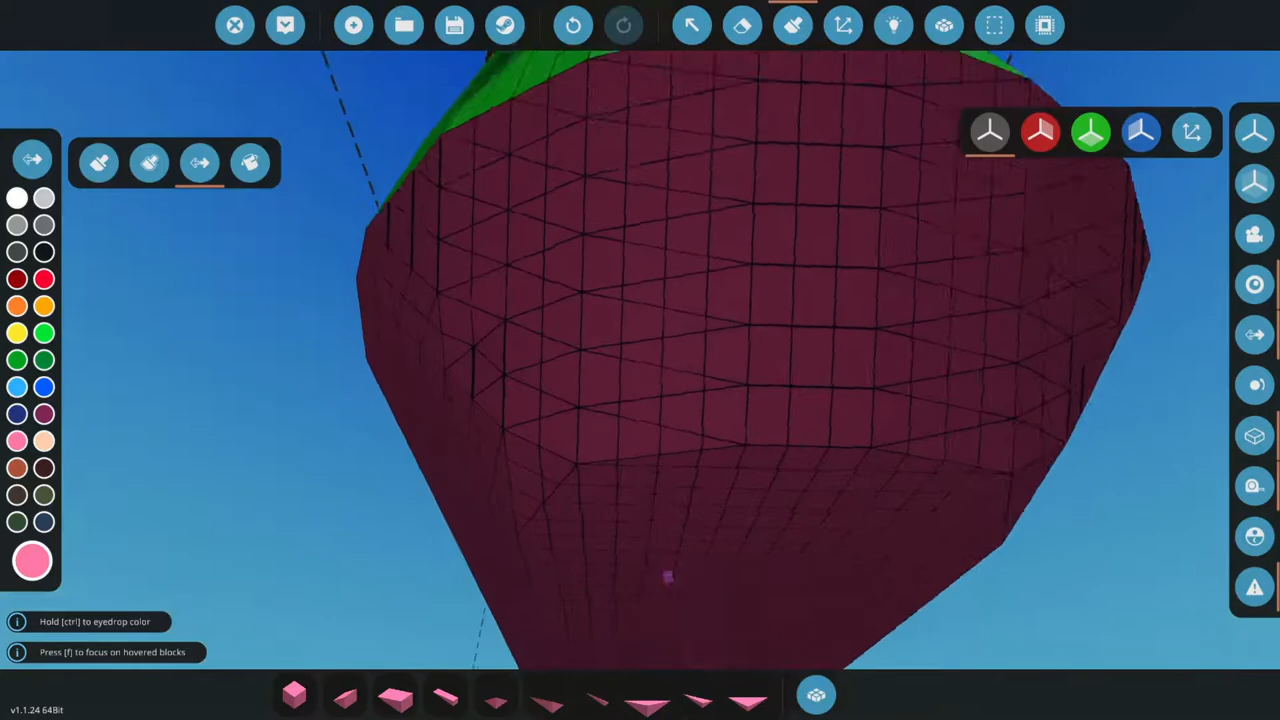 Hold [ctrl] to eyedrop color
Press [f] to focus on hovered blocks
v1.1.24 64Bit